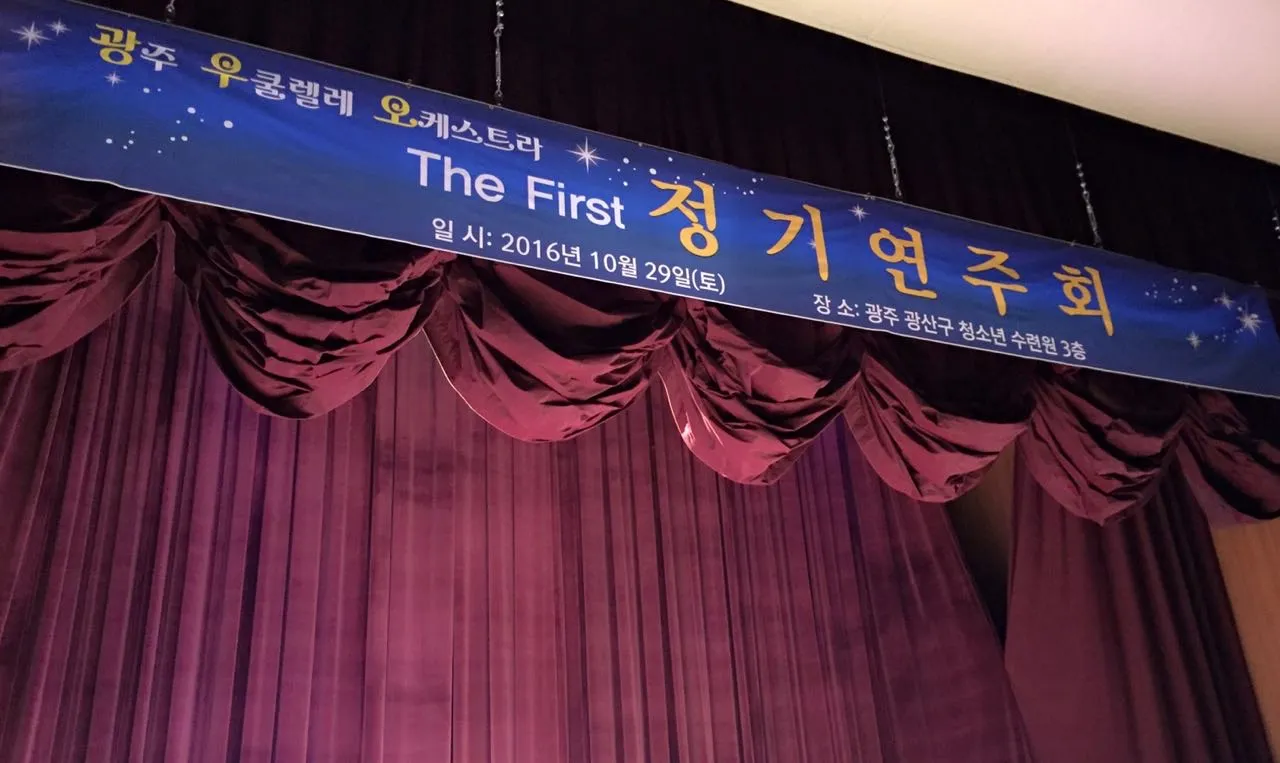 광주 우쿨렐레 오케스트라
The First 정기연주회
일 시: 2016년 10월 29일(토)
장 소: 광주 광산구 청소년 수련원 3층